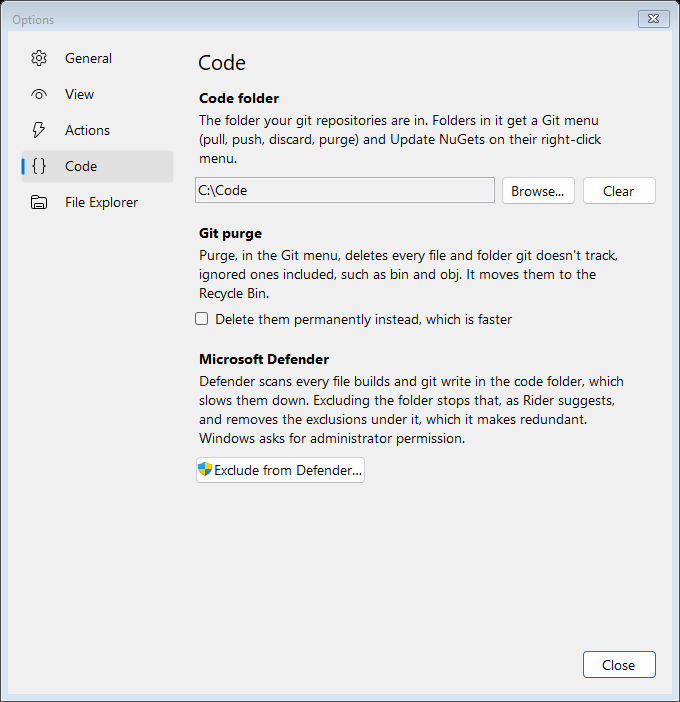 Options
General
View
Actions
Code
File Explorer
Code
Code folder
The folder your git repositories are in. Folders in it get a Git menu
(pull, push, discard, purge) and Update NuGets on their right-click
menu.
C:\Code
Browse...
Clear
Git purge
Purge, in the Git menu, deletes every file and folder git doesn't track,
ignored ones included, such as bin and obj. It moves them to the
Recycle Bin.
Delete them permanently instead, which is faster
Microsoft Defender
Defender scans every file builds and git write in the code folder, which
slows them down. Excluding the folder stops that, as Rider suggests,
and removes the exclusions under it, which it makes redundant.
Windows asks for administrator permission.
Exclude from Defender...
Close